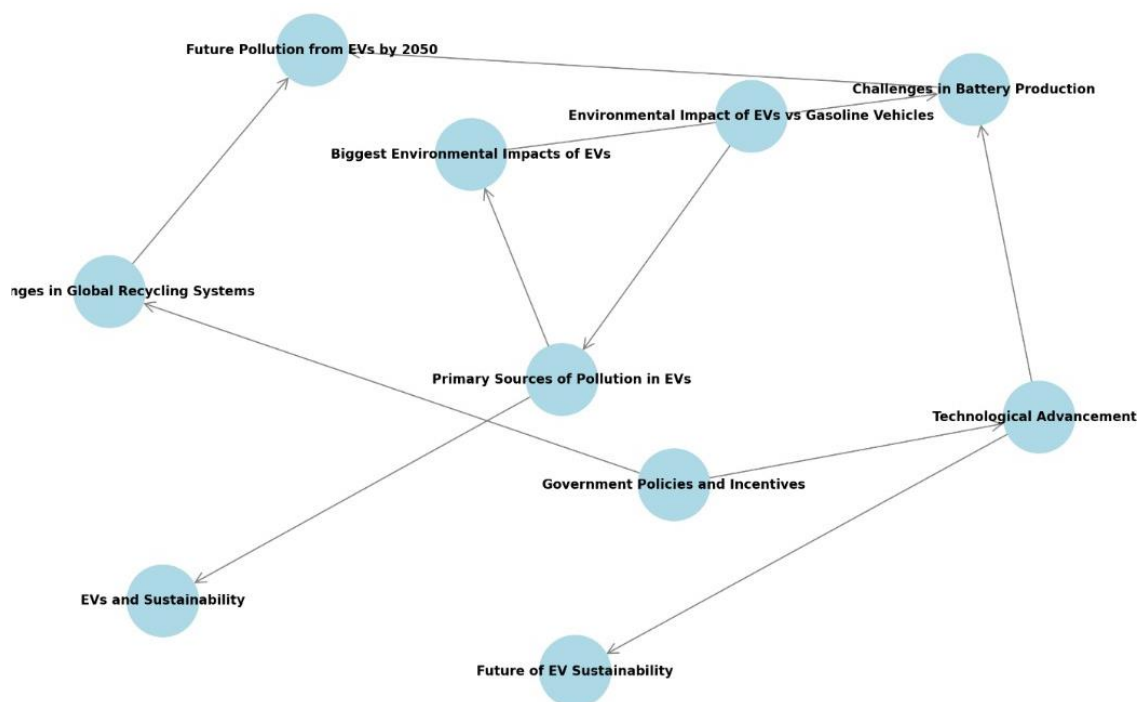 Future Pollution from EVs by 2050
Challenges in Battery Production
Environmental Impact of EVs vs Gasoline Vehicles
Biggest Environmental Impacts of EVs
in Global Recycling Systems
Primary Sources of Pollution in EVs
Technological Advancement
Government Policies and Incentives
EVs and Sustainability
Future of EV Sustainability